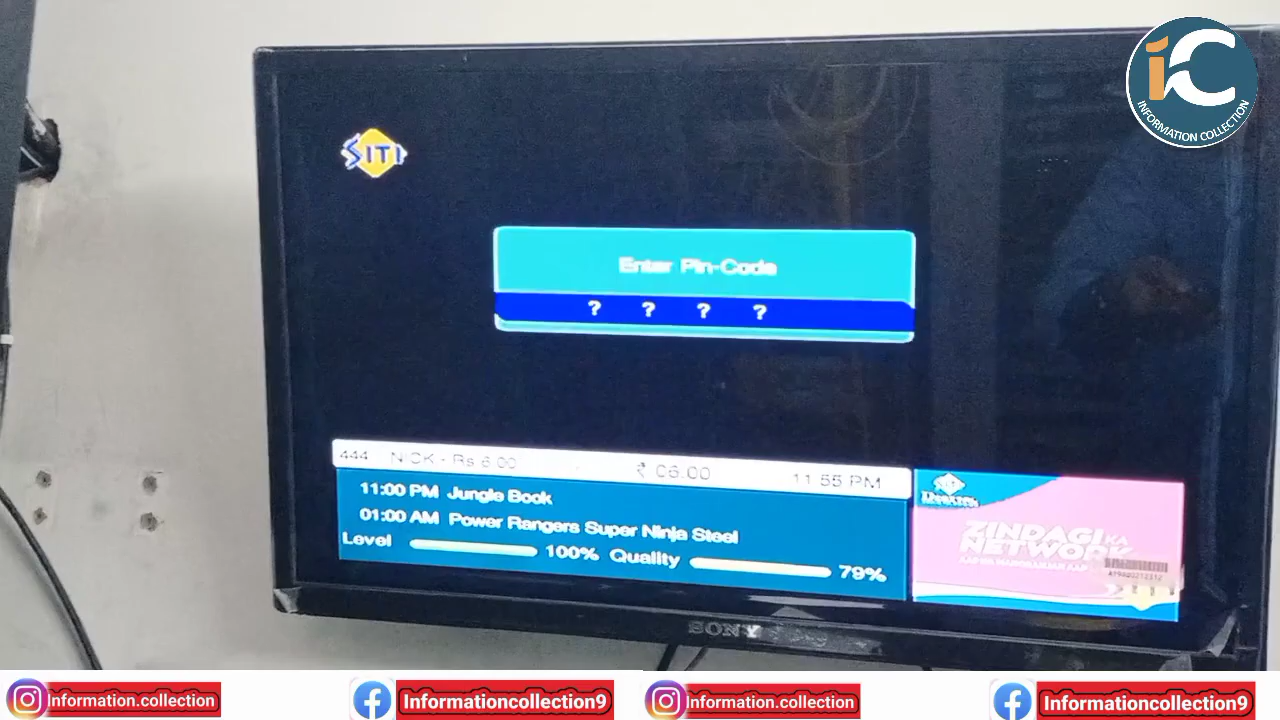 iC
INFORMATION COLLECTION
SITI
Enter Pin-Code
? ? ? ?
444 NICK - Rs 6.00 ₹ 06.00 11:55 PM
11:00 PM Jungle Book
01:00 AM Power Rangers Super Ninja Steel
Level 100% Quality 79%
ZINDAGI KA
NETWORK
SONY
Information.collection
Informationcollection9
Information.collection
Informationcollection9